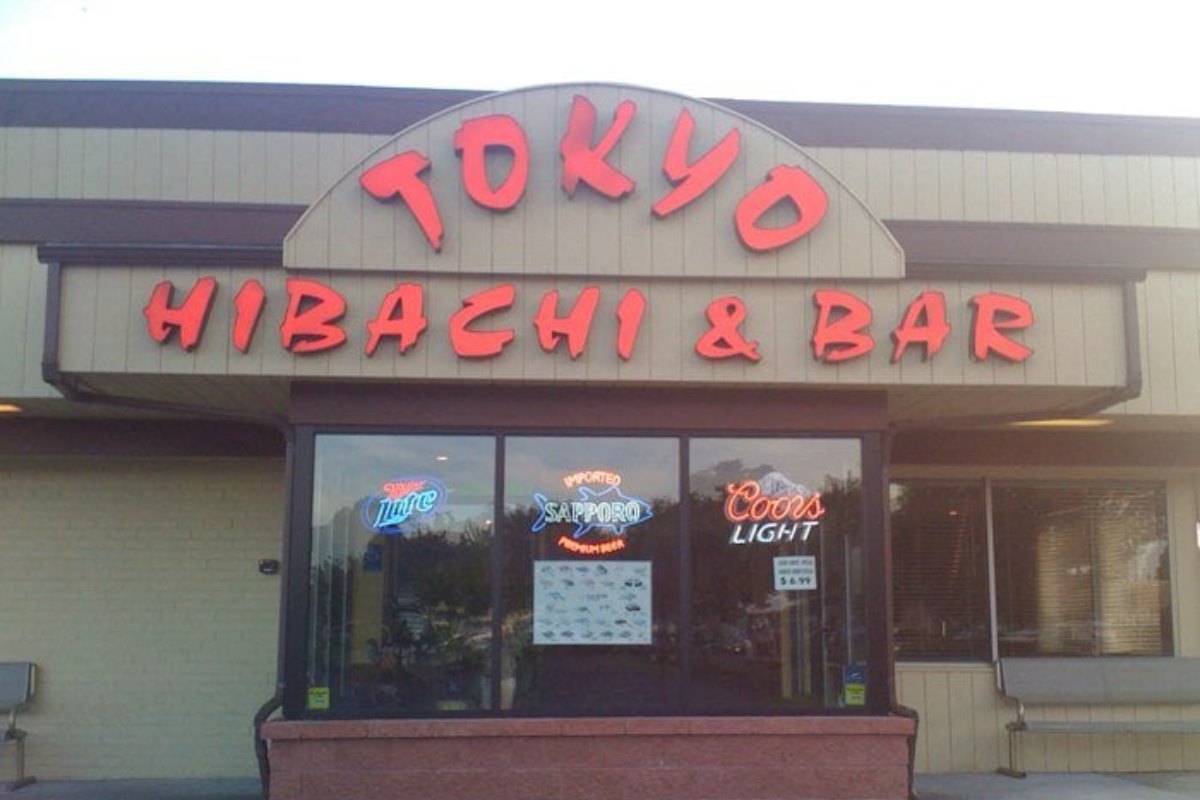 TOKYO
HIBACHI & BAR
Miller
Lite
IMPORTED
SAPPORO
PREMIUM BEER
Coors
LIGHT
$6.99